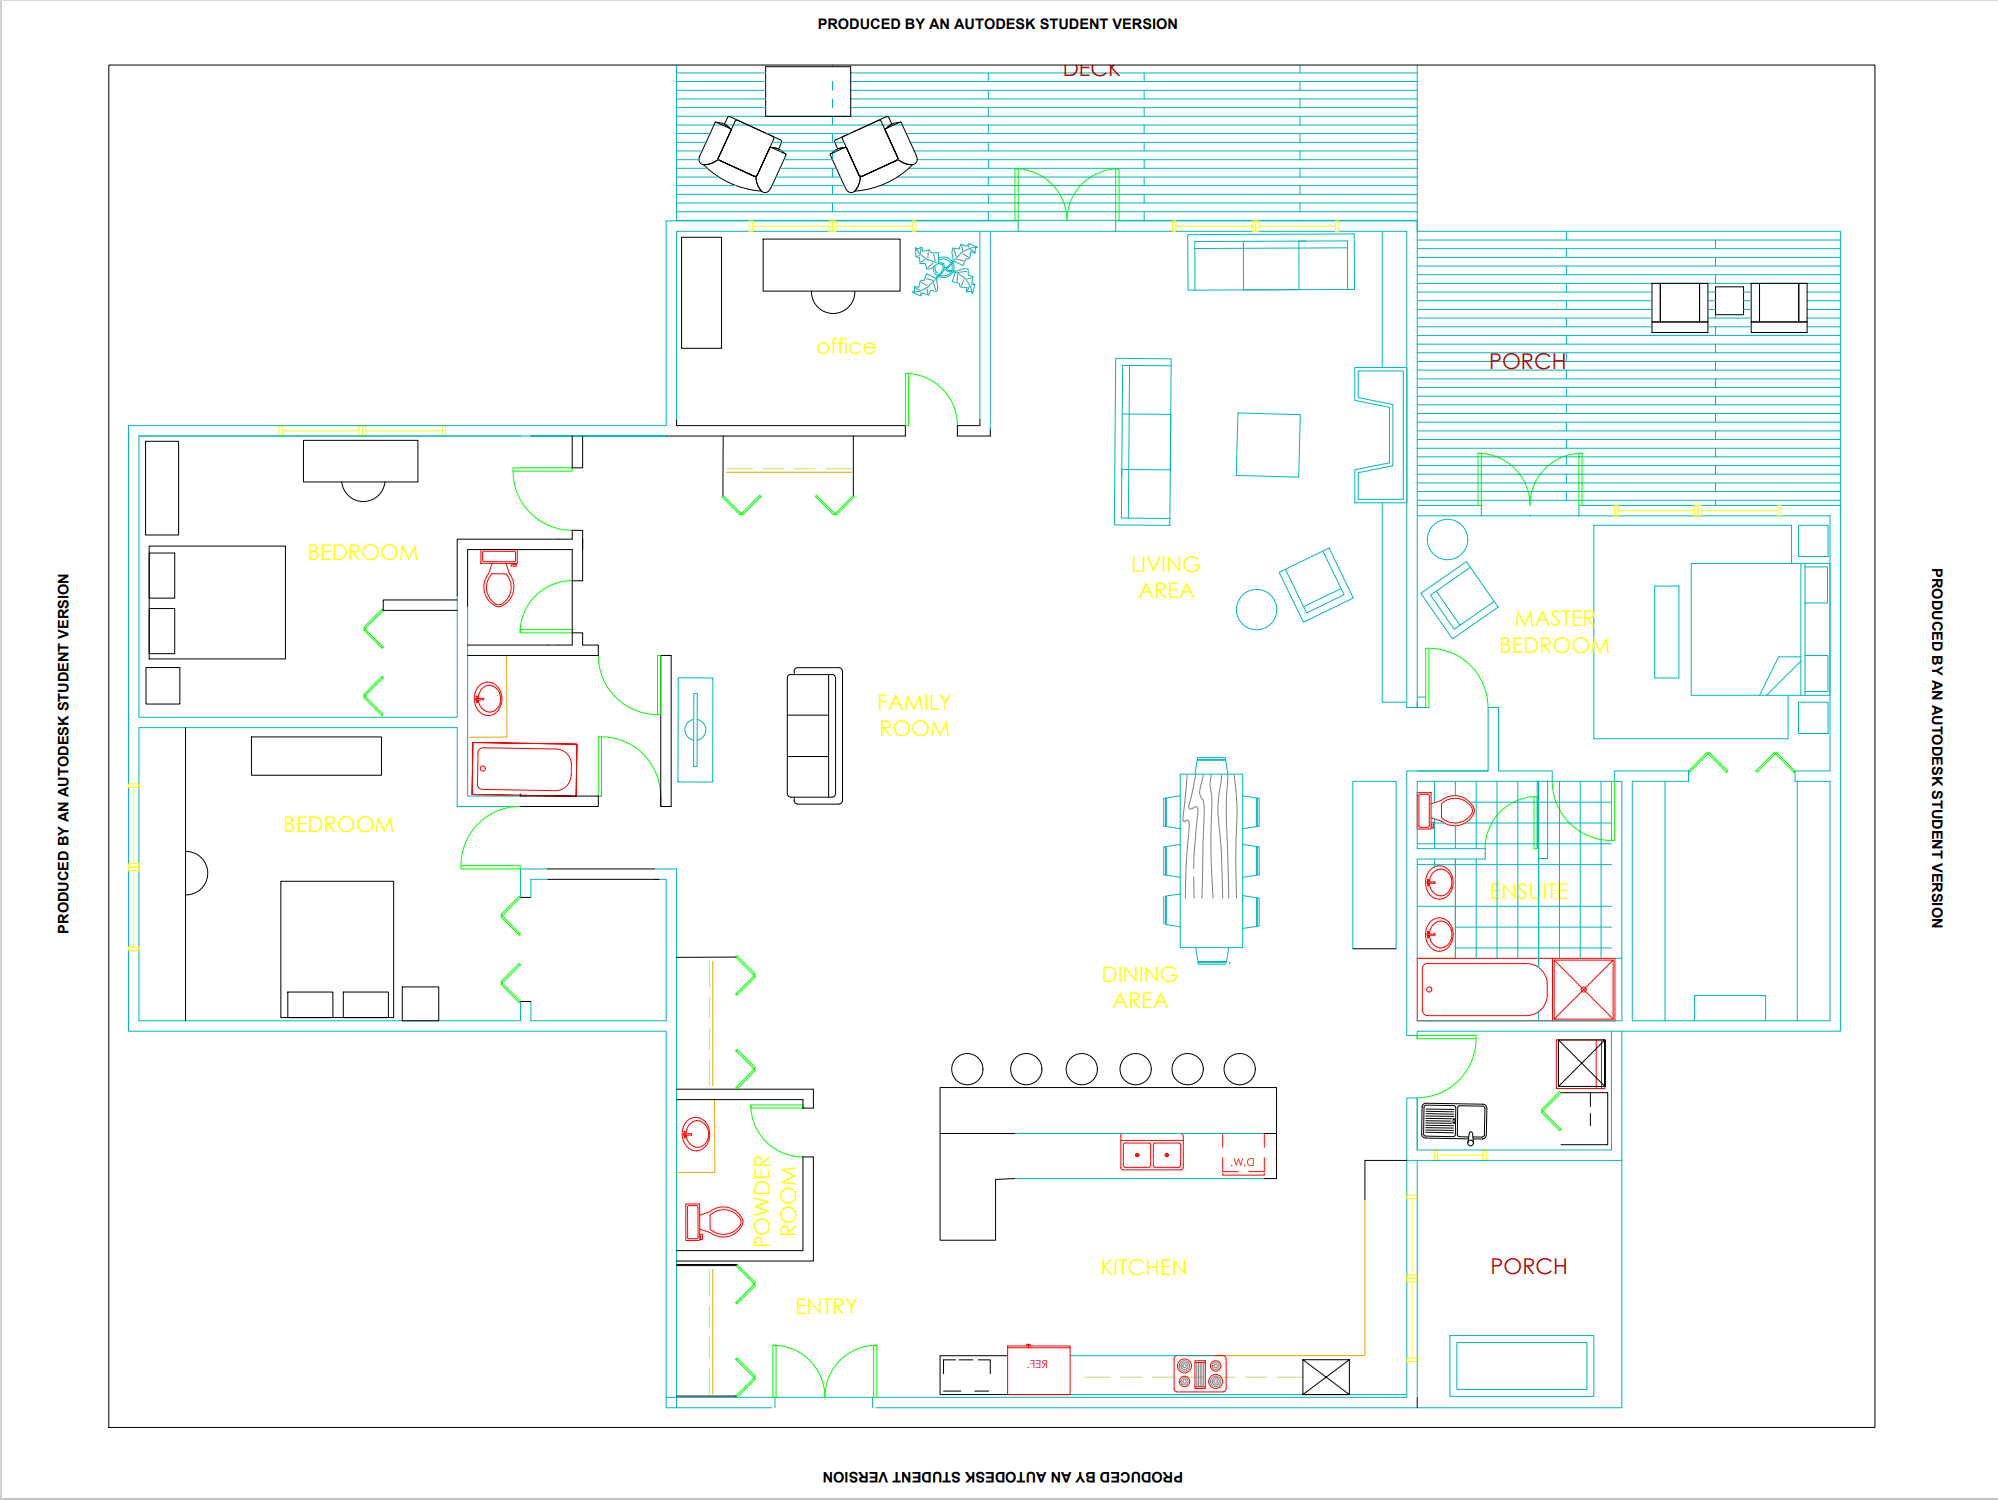 PRODUCED BY AN AUTODESK STUDENT VERSION
DECK
office
PORCH
BEDROOM
LIVING
AREA
MASTER
BEDROOM
FAMILY
ROOM
BEDROOM
ENSUITE
DINING
AREA
D.W.
POWDER
ROOM
KITCHEN
PORCH
ENTRY
REF.
PRODUCED BY AN AUTODESK STUDENT VERSION
PRODUCED BY AN AUTODESK STUDENT VERSION
PRODUCED BY AN AUTODESK STUDENT VERSION